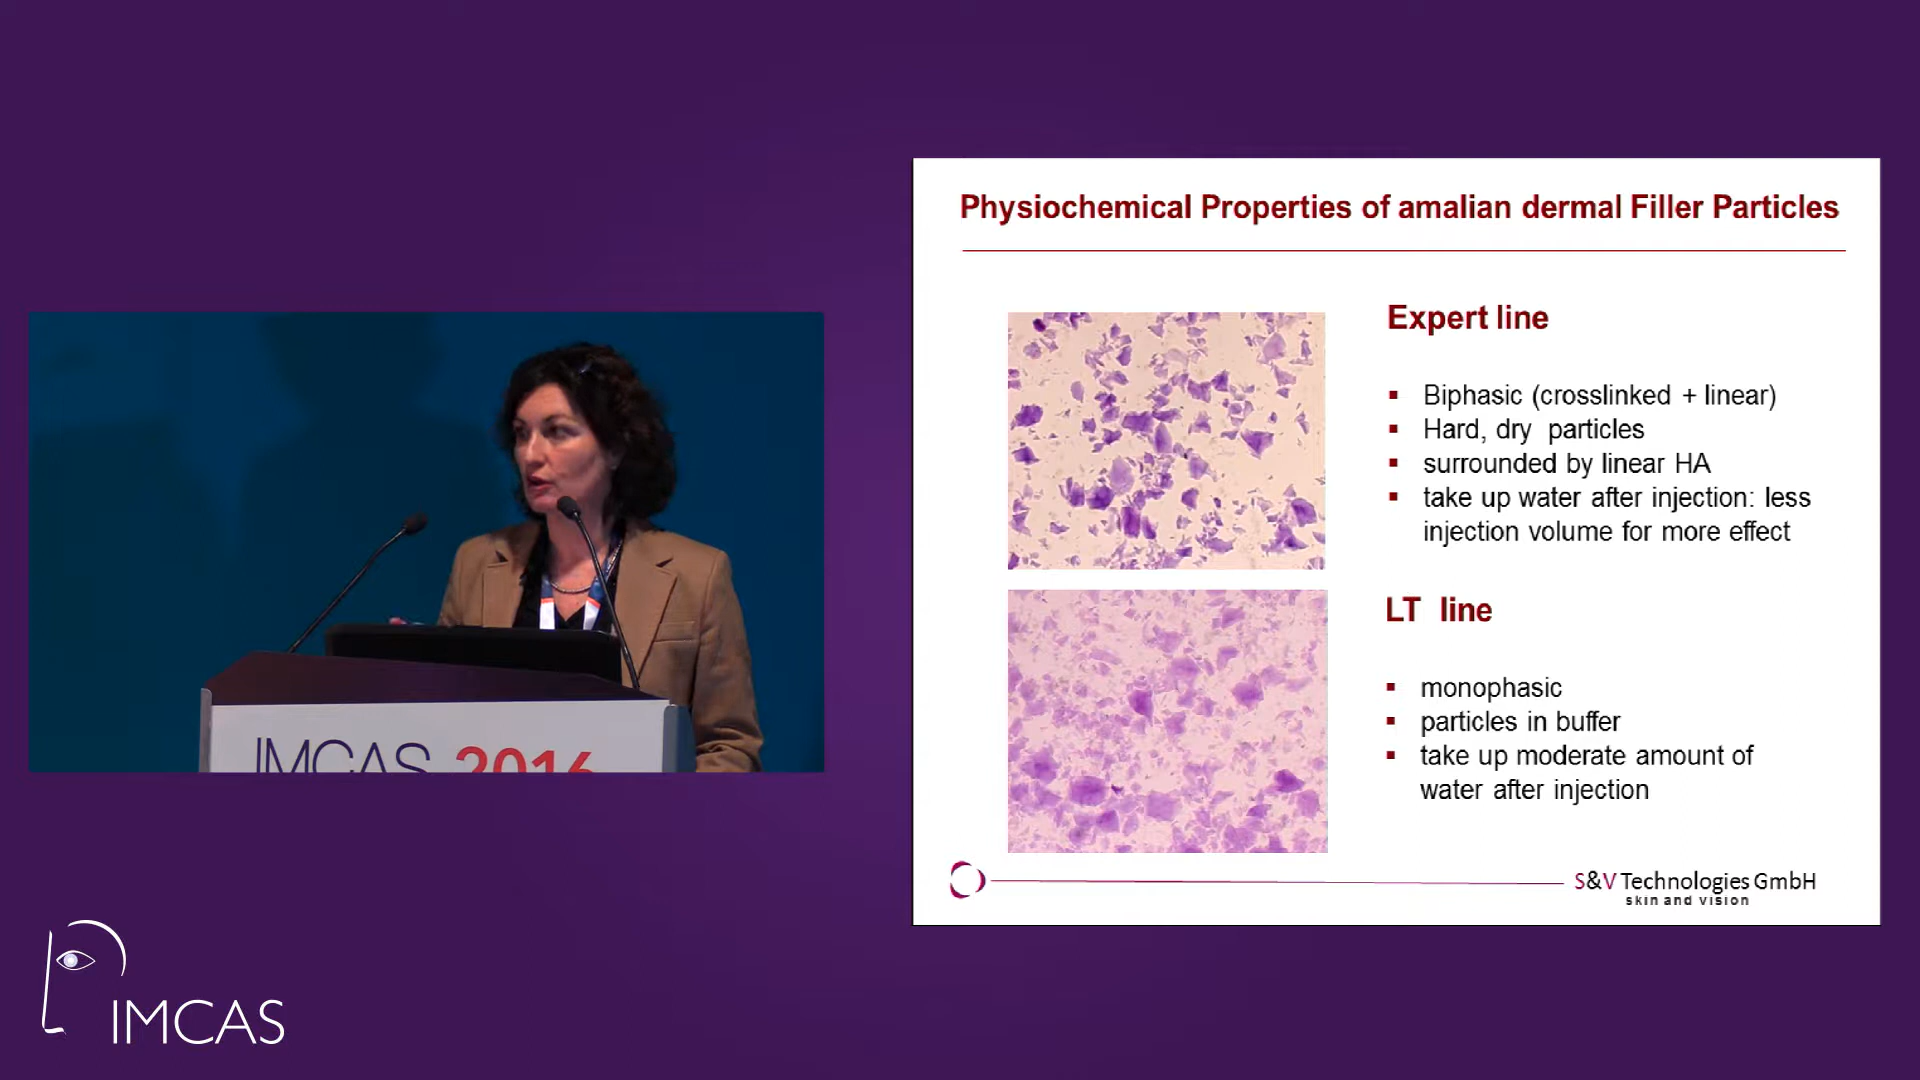 Physiochemical Properties of amalian dermal Filler Particles
Expert line
▪ Biphasic (crosslinked + linear)
▪ Hard, dry particles
▪ surrounded by linear HA
▪ take up water after injection: less
injection volume for more effect
LT line
▪ monophasic
▪ particles in buffer
▪ take up moderate amount of
water after injection
S&V Technologies GmbH
skin and vision
IMCAS 2016
IMCAS